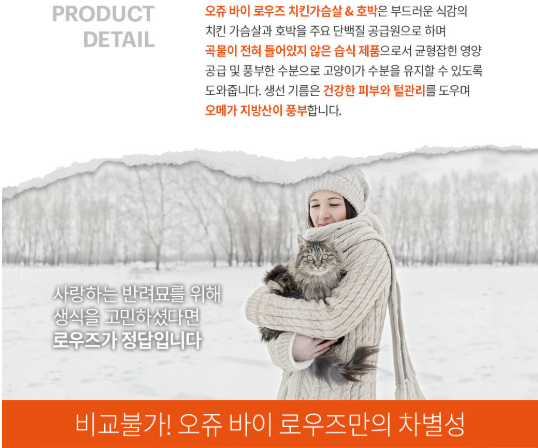 PRODUCT
DETAIL
오쥬 바이 로우즈 치킨가슴살 & 호박은 부드러운 식감의
치킨 가슴살과 호박을 주요 단백질 공급원으로 하며
곡물이 전혀 들어있지 않은 습식 제품으로서 균형잡힌 영양
공급 및 풍부한 수분으로 고양이가 수분을 유지할 수 있도록
도와줍니다. 생선 기름은 건강한 피부와 털관리를 도우며
오메가 지방산이 풍부합니다.
사랑하는 반려묘를 위해
생식을 고민하셨다면
로우즈가 정답입니다
비교불가! 오쥬 바이 로우즈만의 차별성